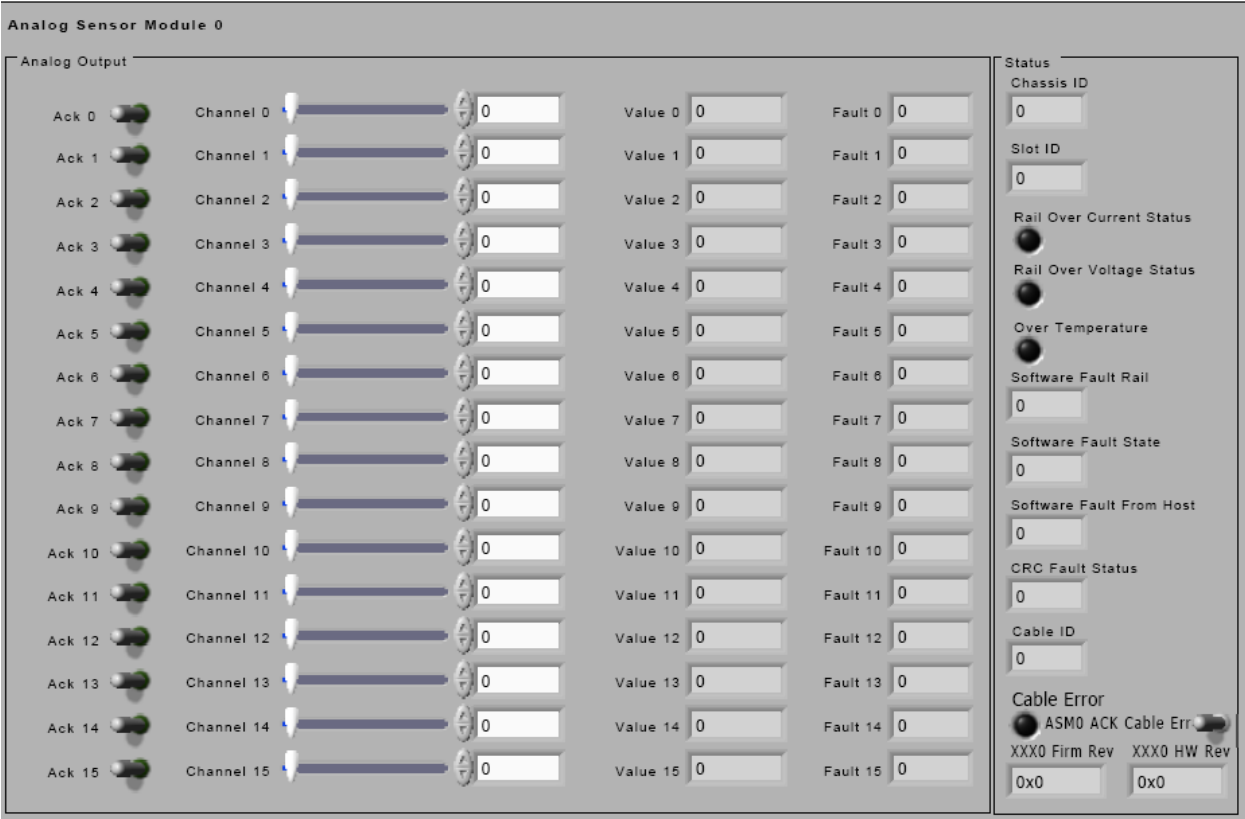 Analog Sensor Module 0
Analog Output
Ack 0 Channel 0 0 Value 0 0 Fault 0 0
Ack 1 Channel 1 0 Value 1 0 Fault 1 0
Ack 2 Channel 2 0 Value 2 0 Fault 2 0
Ack 3 Channel 3 0 Value 3 0 Fault 3 0
Ack 4 Channel 4 0 Value 4 0 Fault 4 0
Ack 5 Channel 5 0 Value 5 0 Fault 5 0
Ack 6 Channel 6 0 Value 6 0 Fault 6 0
Ack 7 Channel 7 0 Value 7 0 Fault 7 0
Ack 8 Channel 8 0 Value 8 0 Fault 8 0
Ack 9 Channel 9 0 Value 9 0 Fault 9 0
Ack 10 Channel 10 0 Value 10 0 Fault 10 0
Ack 11 Channel 11 0 Value 11 0 Fault 11 0
Ack 12 Channel 12 0 Value 12 0 Fault 12 0
Ack 13 Channel 13 0 Value 13 0 Fault 13 0
Ack 14 Channel 14 0 Value 14 0 Fault 14 0
Ack 15 Channel 15 0 Value 15 0 Fault 15 0
Status
Chassis ID
0
Slot ID
0
Rail Over Current Status
Rail Over Voltage Status
Over Temperature
Software Fault Rail
0
Software Fault State
0
Software Fault From Host
0
CRC Fault Status
0
Cable ID
0
Cable Error
ASM0 ACK Cable Err
XXX0 Firm Rev XXX0 HW Rev
0x0 0x0